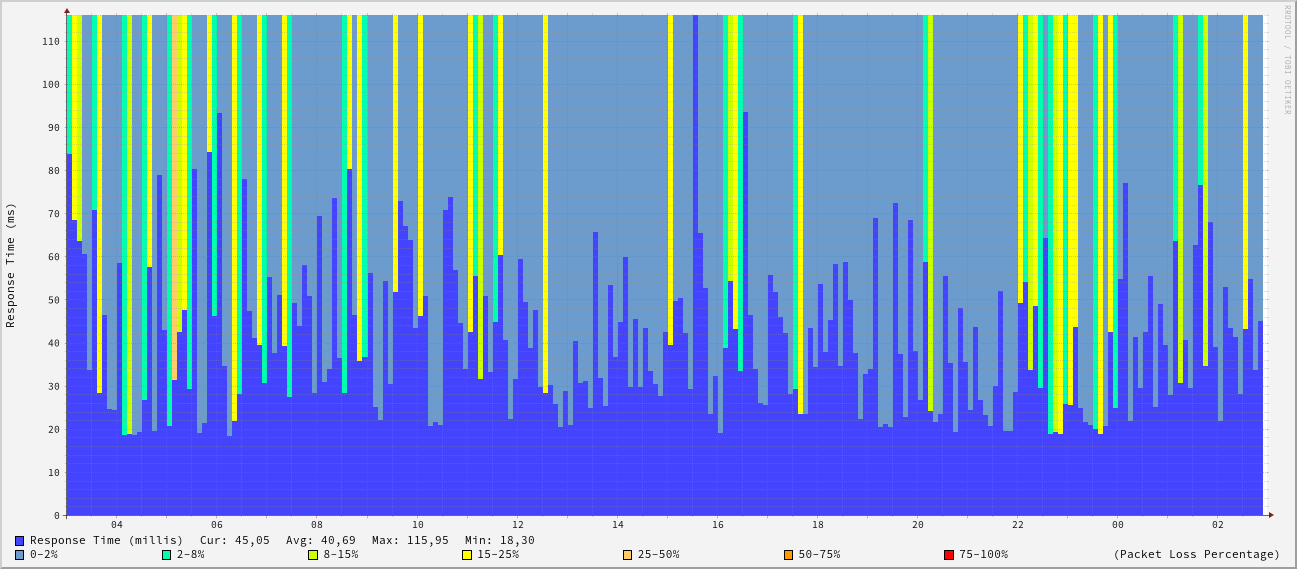 RRDTOOL / TOBI OETIKER
Response Time (ms)
110
100
90
80
70
60
50
40
30
20
10
0
04 06 08 10 12 14 16 18 20 22 00 02
Response Time (millis) Cur: 45,05 Avg: 40,69 Max: 115,95 Min: 18,30
0-2% 2-8% 8-15% 15-25% 25-50% 50-75% 75-100% (Packet Loss Percentage)